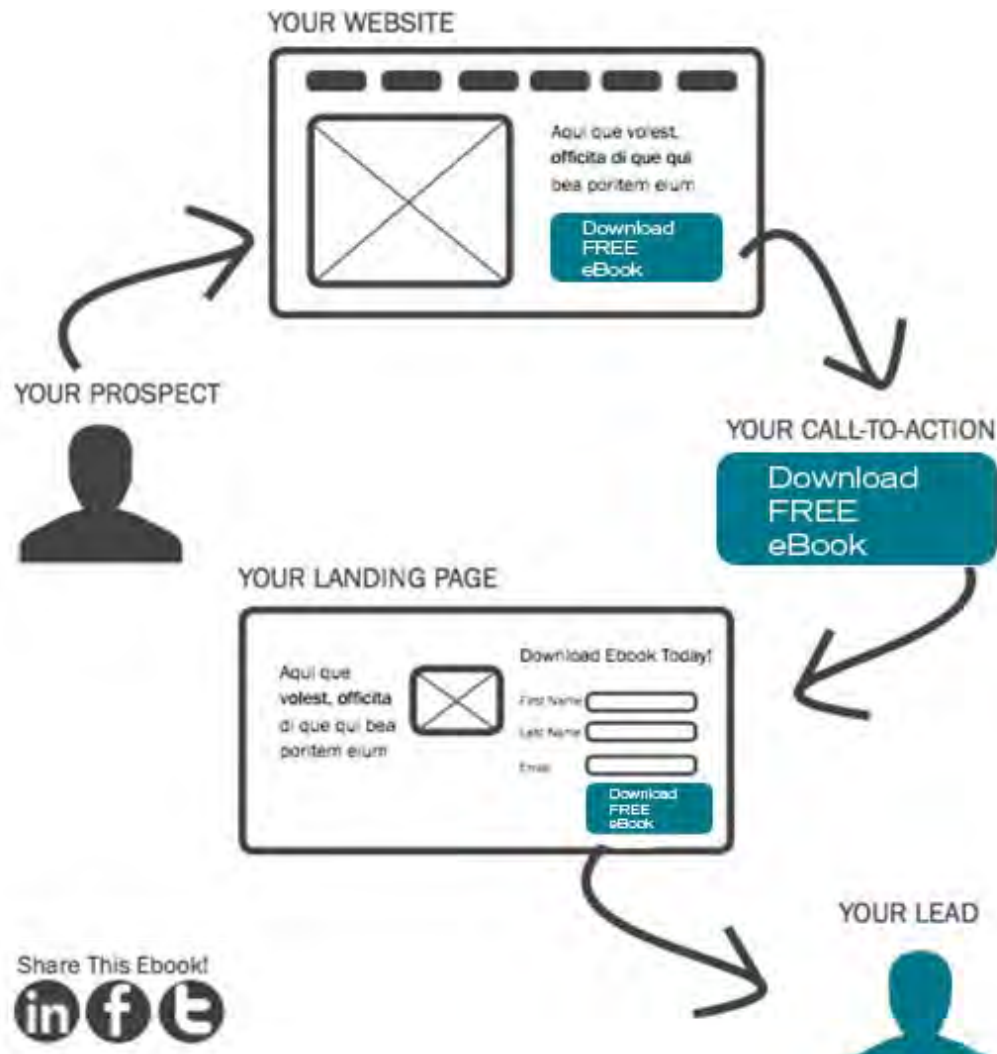 YOUR WEBSITE
Aqui que volest,
officita di que qui
bea poritem eium
Download
FREE
eBook
YOUR PROSPECT
YOUR CALL-TO-ACTION
Download
FREE
eBook
YOUR LANDING PAGE
Aqui que
volest, officita
di que qui bea
poritem eium
Download Ebook Today!
First Name
Last Name
Email
Download
FREE
eBook
YOUR LEAD
Share This Ebook!
in f t